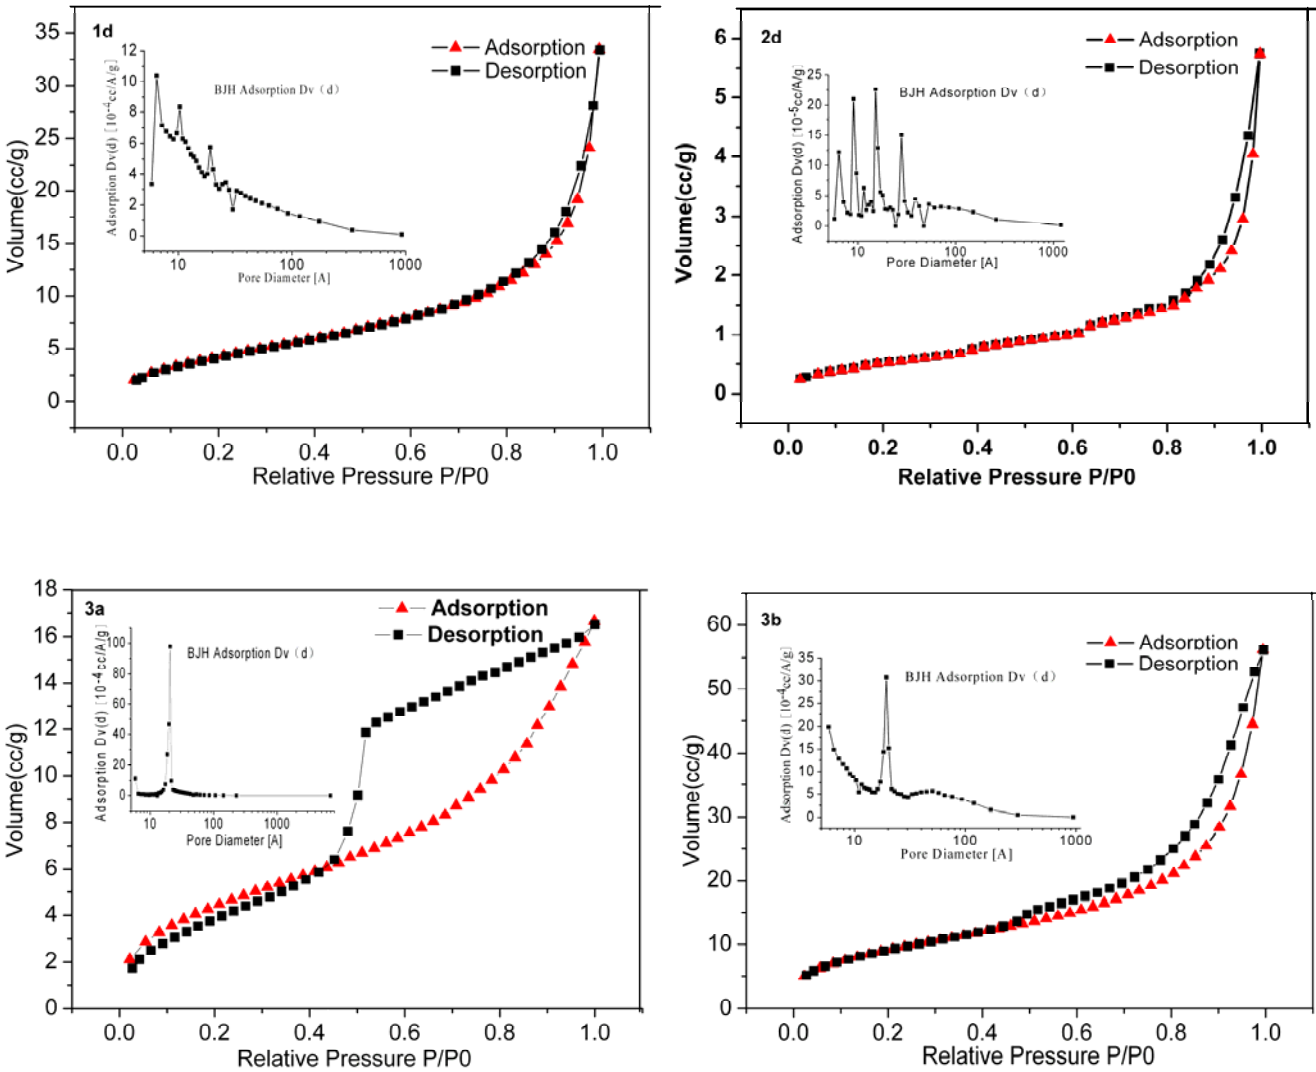 1d
Adsorption
Desorption
BJH Adsorption Dv（d）
Adsorption Dv(d) [10-4cc/A/g]
12
10
8
6
4
2
0
10
100
1000
Pore Diameter [A]
Volume(cc/g)
35
30
25
20
15
10
5
0
0.0
0.2
0.4
0.6
0.8
1.0
Relative Pressure P/P0
2d
Adsorption
Desorption
BJH Adsorption Dv（d）
Adsorption Dv(d) [10-5cc/A/g]
25
20
15
10
5
0
10
100
1000
Pore Diameter [A]
Volume(cc/g)
6
5
4
3
2
1
0
0.0
0.2
0.4
0.6
0.8
1.0
Relative Pressure P/P0
3a
Adsorption
Desorption
BJH Adsorption Dv（d）
Adsorption Dv(d) [10-4cc/A/g]
100
80
60
40
20
0
10
100
1000
Pore Diameter [A]
Volume(cc/g)
18
16
14
12
10
8
6
4
2
0
0.0
0.2
0.4
0.6
0.8
1.0
Relative Pressure P/P0
3b
Adsorption
Desorption
BJH Adsorption Dv（d）
Adsorption Dv(d) [10-4cc/A/g]
35
30
25
20
15
10
5
0
10
100
1000
Pore Diameter [A]
Volume(cc/g)
60
50
40
30
20
10
0
0.0
0.2
0.4
0.6
0.8
1.0
Relative Pressure P/P0